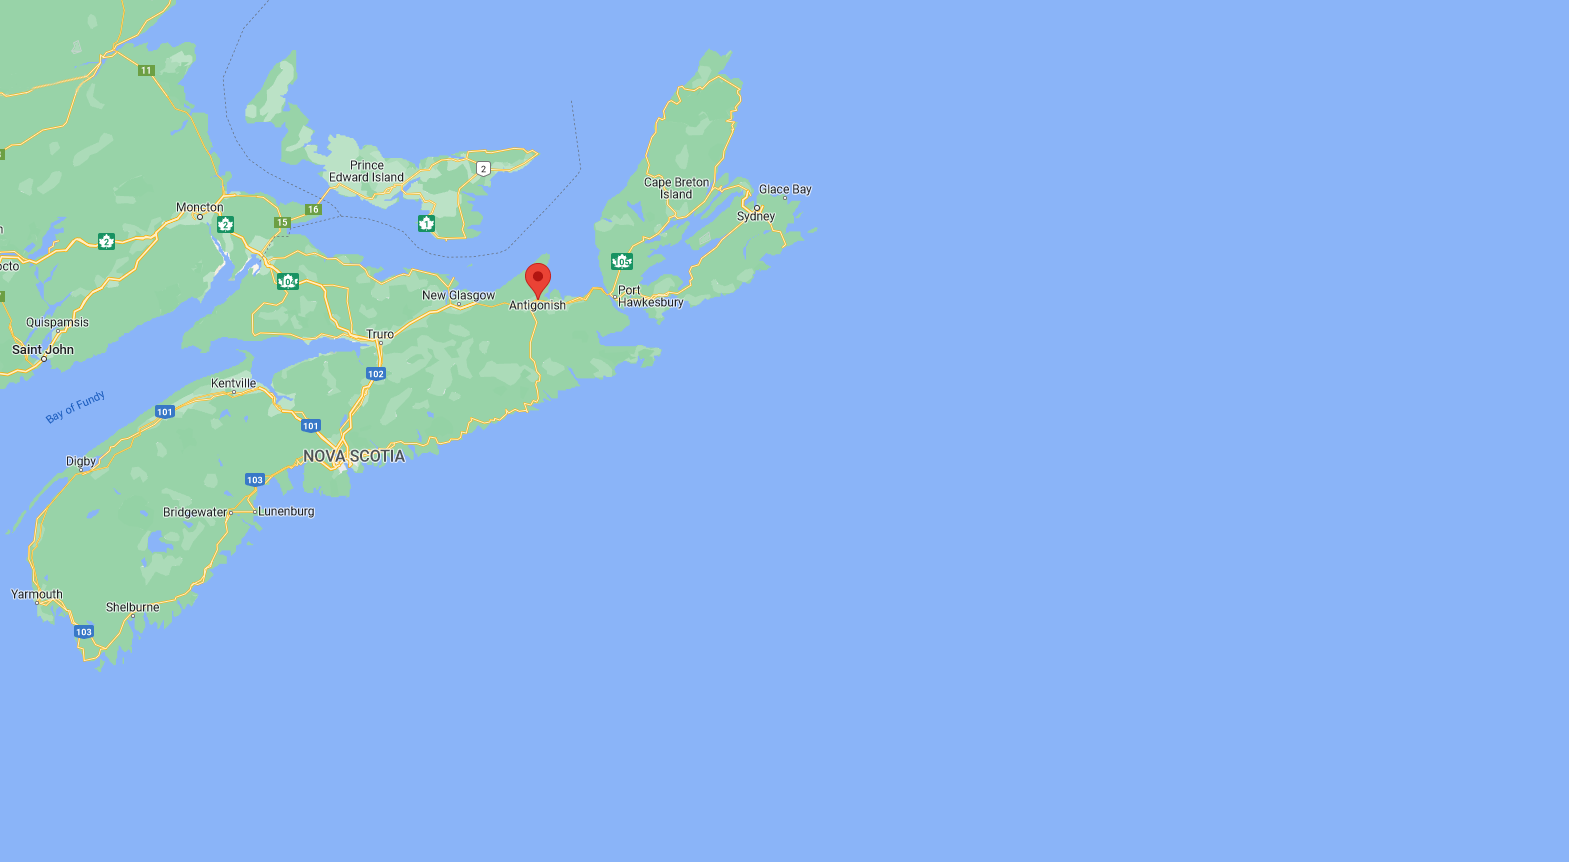 11
Prince
Edward Island
2
Cape Breton
Island
Glace Bay
Moncton
16
Sydney
2
15
1
2
105
104
New Glasgow
Port
Hawkesbury
Antigonish
Quispamsis
Truro
Saint John
102
Kentville
Bay of Fundy
101
101
NOVA SCOTIA
Digby
103
Bridgewater
Lunenburg
Yarmouth
Shelburne
103